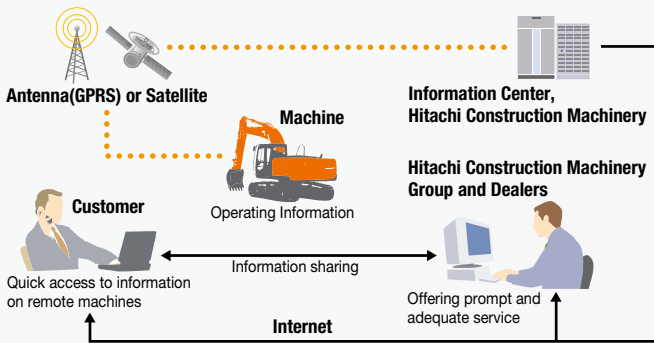 Antenna(GPRS) or Satellite
Information Center,
Hitachi Construction Machinery
Machine
Operating Information
Hitachi Construction Machinery
Group and Dealers
Customer
Quick access to information
on remote machines
Information sharing
Offering prompt and
adequate service
Internet